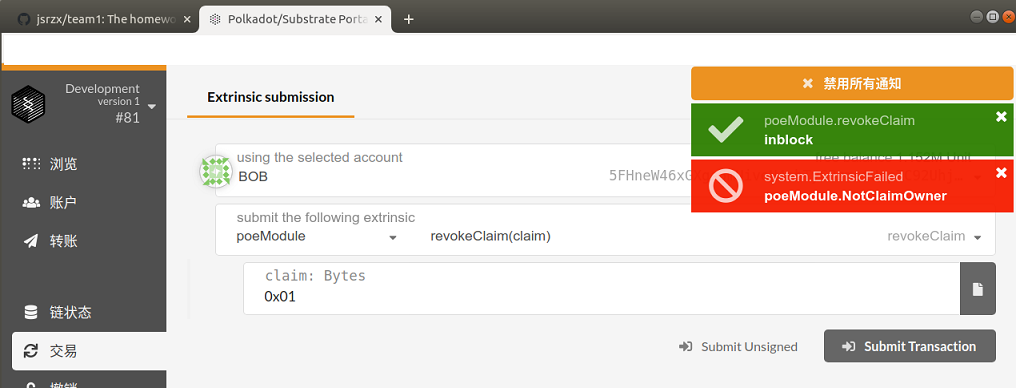 jsrzx/team1: The homewo
Polkadot/Substrate Porta
Development
version 1
#81
浏览
账户
转账
链状态
交易
撤销
Extrinsic submission
禁用所有通知
poeModule.revokeClaim
inblock
system.ExtrinsicFailed
poeModule.NotClaimOwner
using the selected account
BOB
5FHneW46xG
submit the following extrinsic
poeModule
revokeClaim(claim)
revokeClaim
claim: Bytes
0x01
Submit Unsigned
Submit Transaction